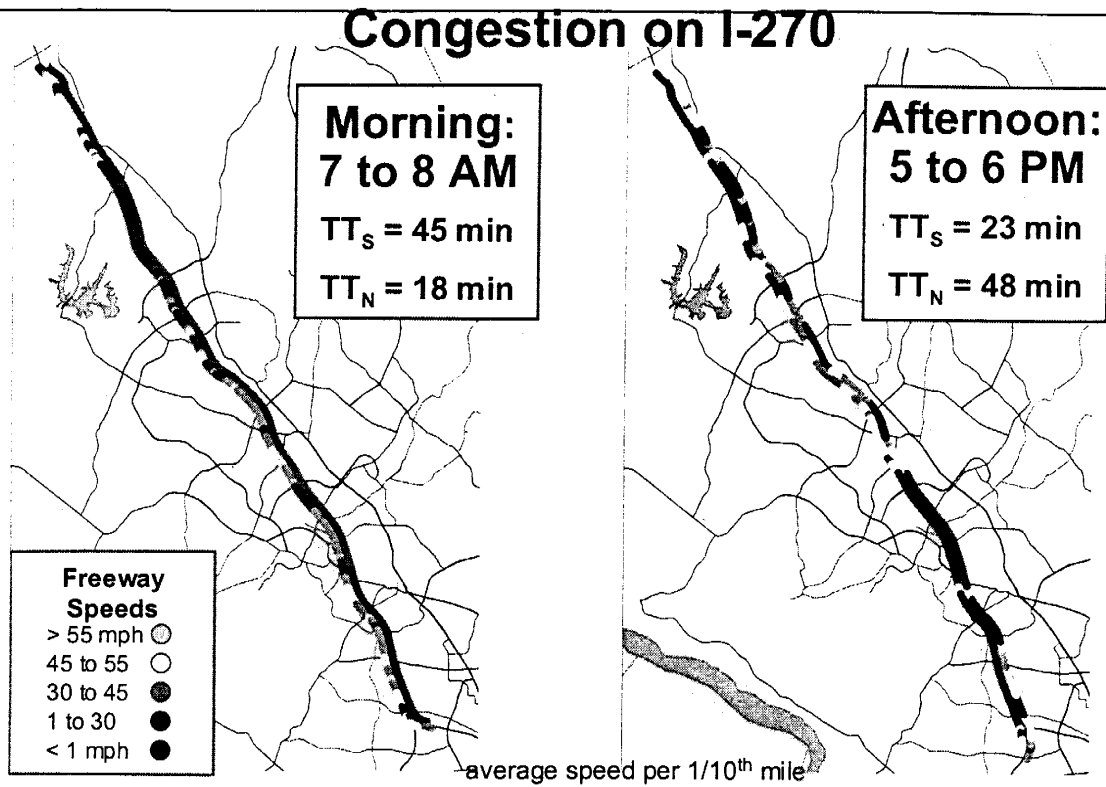 Congestion on I-270
Morning:
7 to 8 AM
TTS = 45 min
TTN = 18 min
Afternoon:
5 to 6 PM
TTS = 23 min
TTN = 48 min
Freeway
Speeds
> 55 mph
45 to 55
30 to 45
1 to 30
< 1 mph
average speed per 1/10th mile